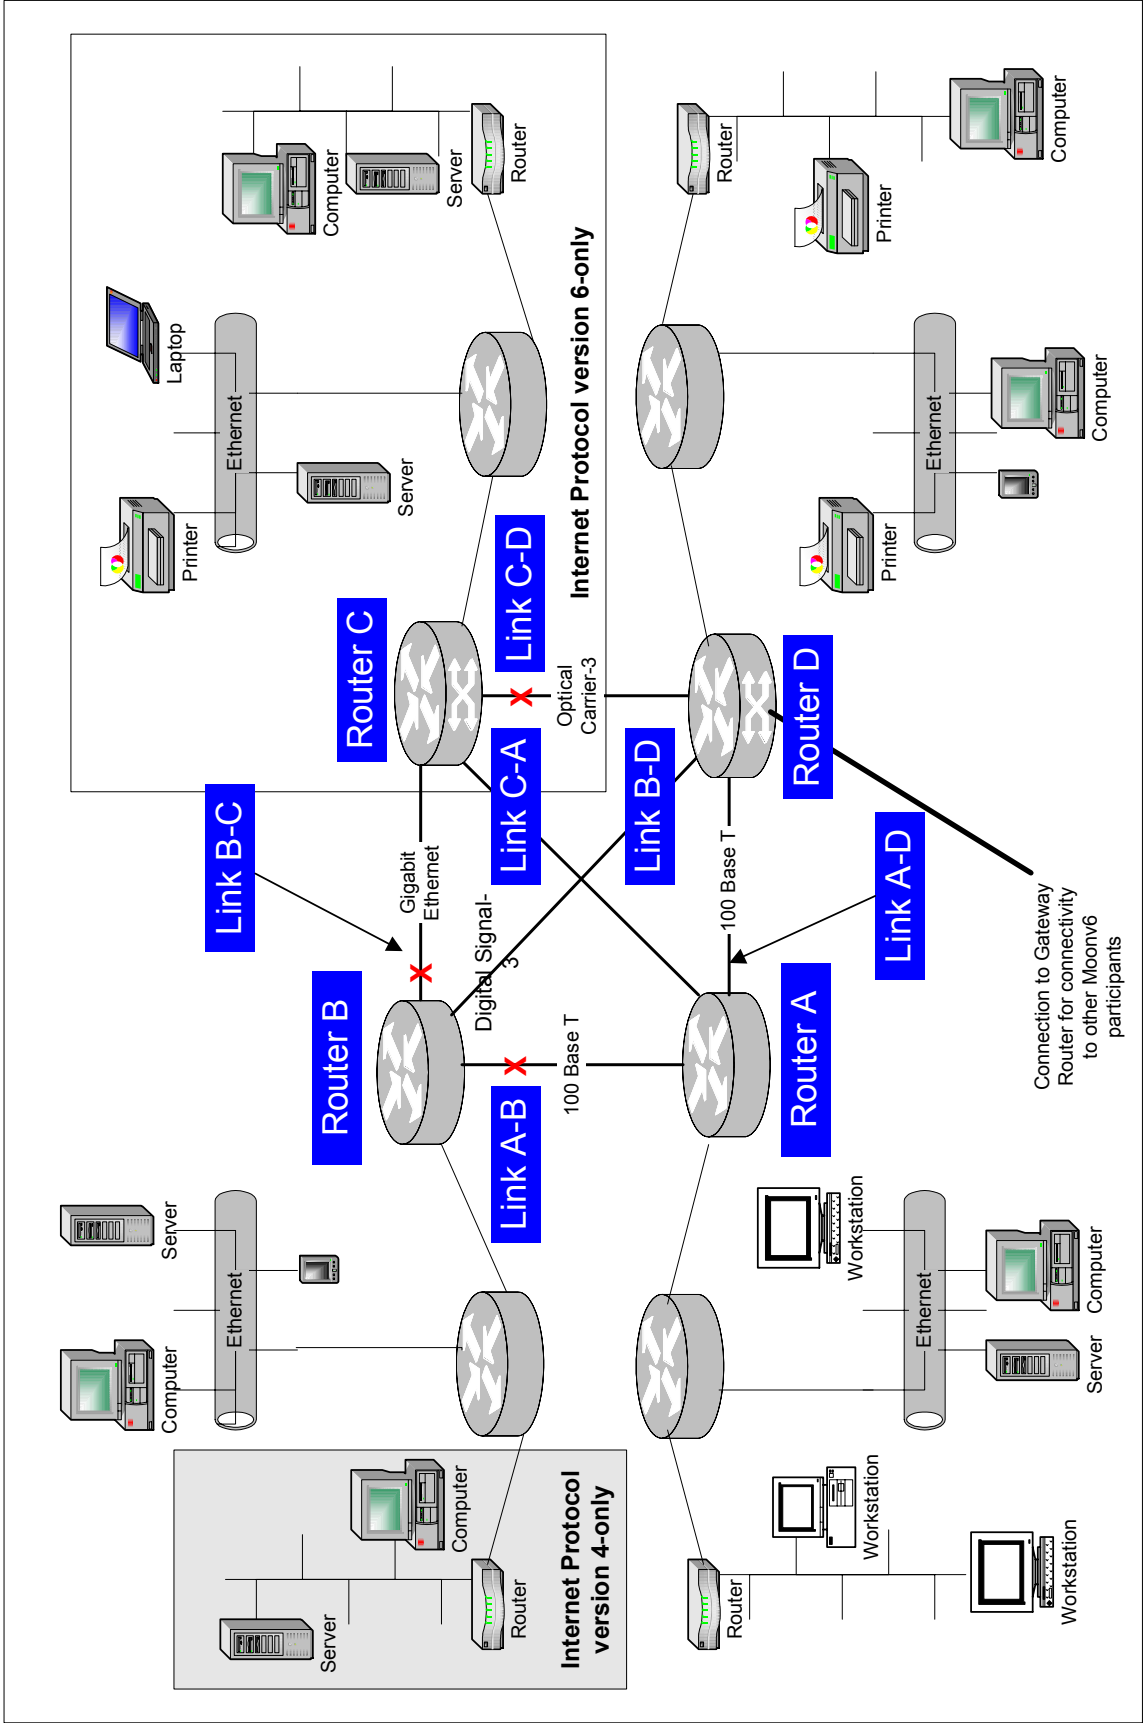 Computer
Server
Printer
Laptop
Ethernet
Ethernet
Link B-C
Server
Computer
Router B
Router C
Server
Gigabit
Ethernet
Computer
Server
Digital Signal-
3
Router
Link A-B
Link C-A
Link C-D
Router
100 Base T
Optical
Carrier-3
Internet Protocol
version 4-only
Internet Protocol version 6-only
Link B-D
Router
100 Base T
Router
Router A
Router D
Workstation
Workstation
Link A-D
Printer
Printer
Ethernet
Ethernet
Workstation
Server
Computer
Connection to Gateway
Router for connectivity
to other Moonv6
participants
Computer
Computer